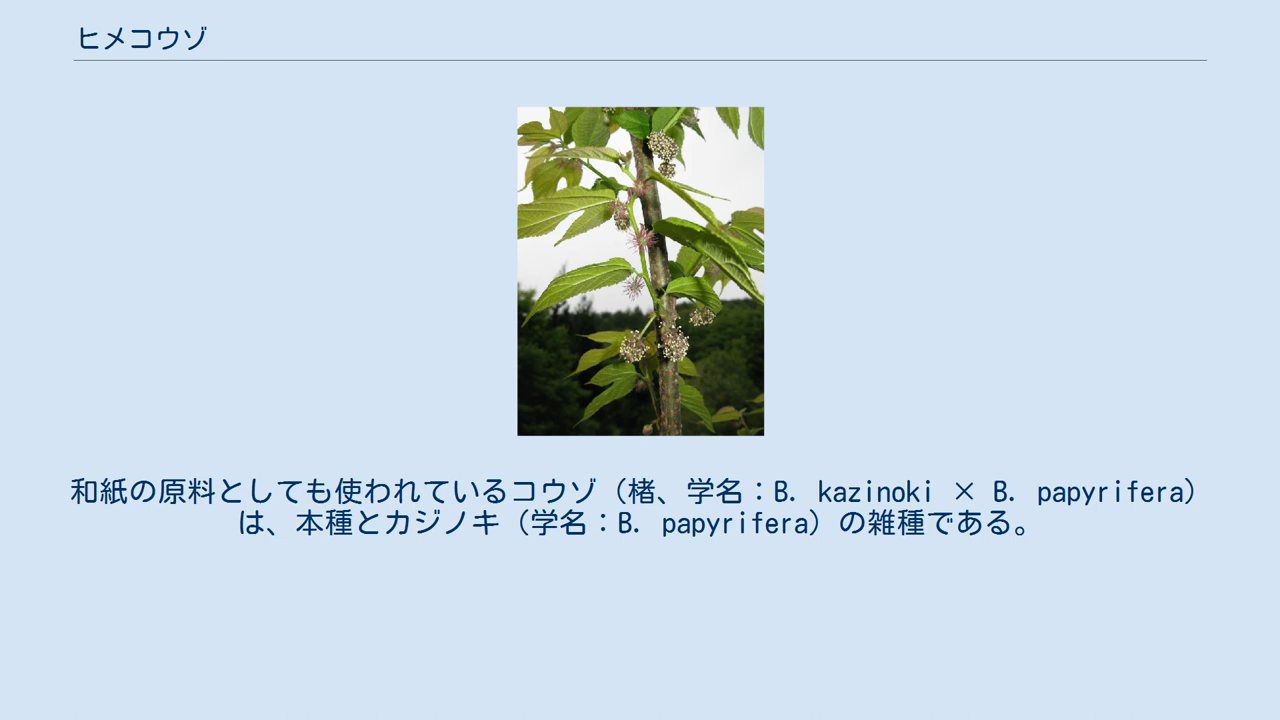 ヒメコウゾ
和紙の原料としても使われているコウゾ（楮、学名：B. kazinoki × B. papyrifera）
は、本種とカジノキ（学名：B. papyrifera）の雑種である。